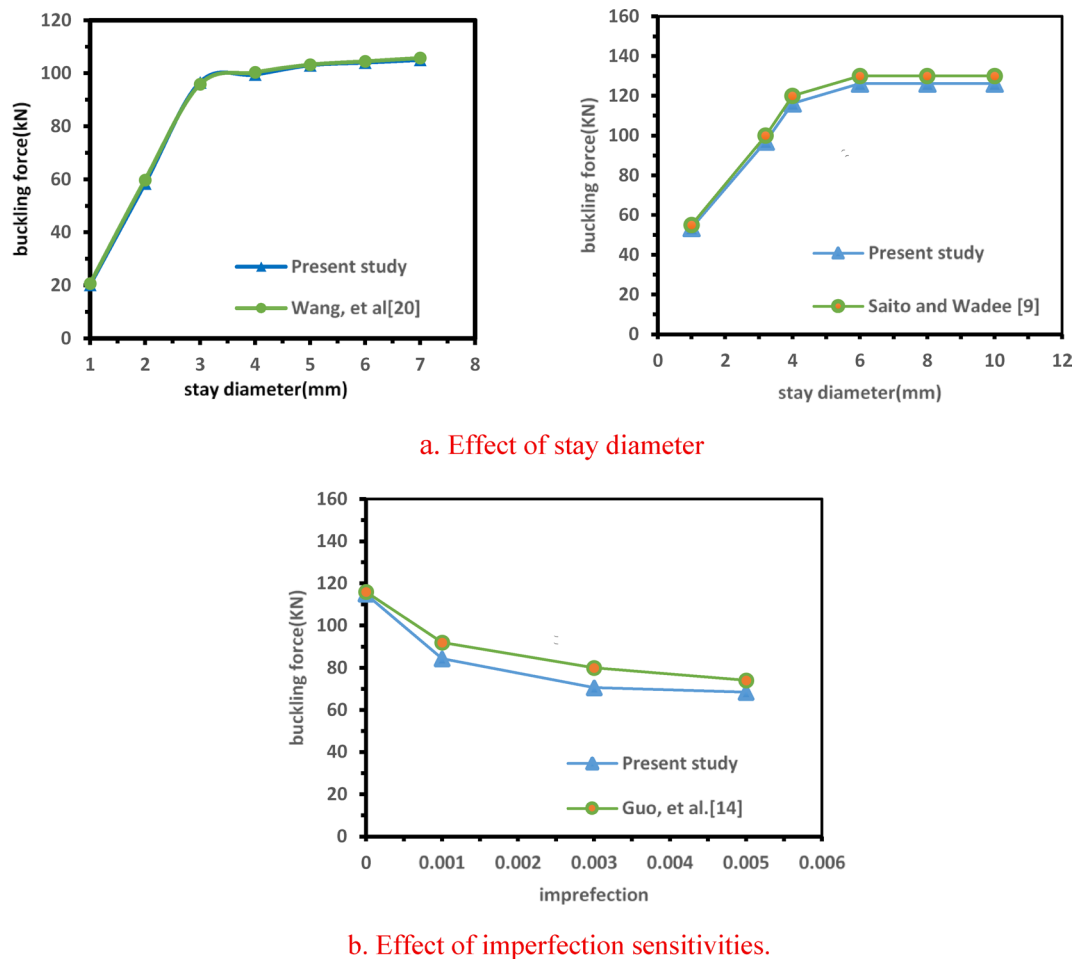 120
100
80
60
40
20
0
buckling force(kN)
Present study
Wang, et al[20]
1 2 3 4 5 6 7 8
stay diameter(mm)
160
140
120
100
80
60
40
20
0
buckling force(KN)
Present study
Saito and Wadee [9]
0 2 4 6 8 10 12
stay diameter(mm)
a. Effect of stay diameter
160
140
120
100
80
60
40
20
0
buckling force(KN)
Present study
Guo, et al.[14]
0 0.001 0.002 0.003 0.004 0.005 0.006
imprefection
b. Effect of imperfection sensitivities.